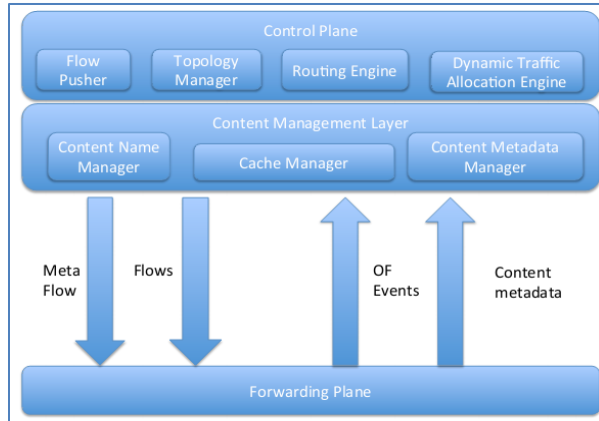 Control Plane
Flow
Pusher
Topology
Manager
Routing Engine
Dynamic Traffic
Allocation Engine
Content Management Layer
Content Name
Manager
Cache Manager
Content Metadata
Manager
Meta
Flow
Flows
OF
Events
Content
metadata
Forwarding Plane